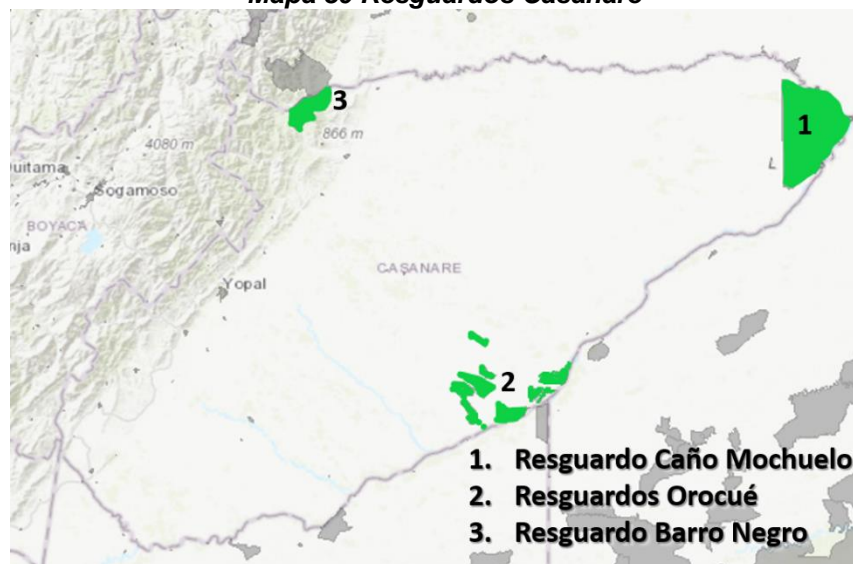 Mapa 39 Resguardos Casanare
3
866 m
4080 m
uitama
Sogamoso
BOYACA
nja
Yopal
CASANARE
1
L
L
2
1. Resguardo Caño Mochuelo
2. Resguardos Orocué
3. Resguardo Barro Negro